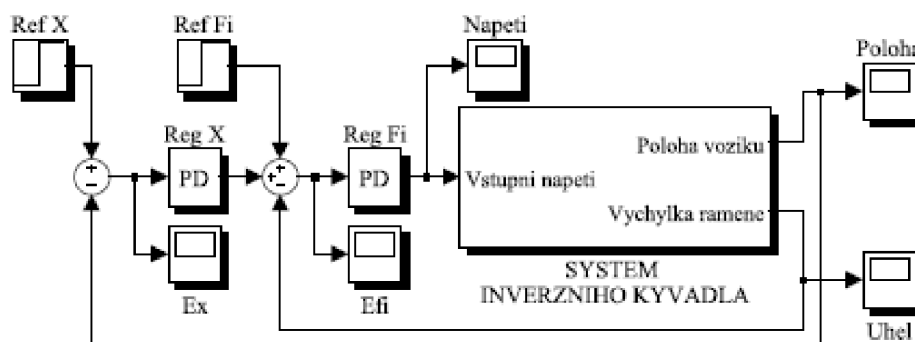 Ref X
Ref Fi
Napeti
Poloha
Reg X
Reg Fi
PD
PD
Poloha voziku
Vstupni napeti
Vychylka ramene
Ex
Efi
SYSTEM
INVERZNIHO KYVADLA
Uhel